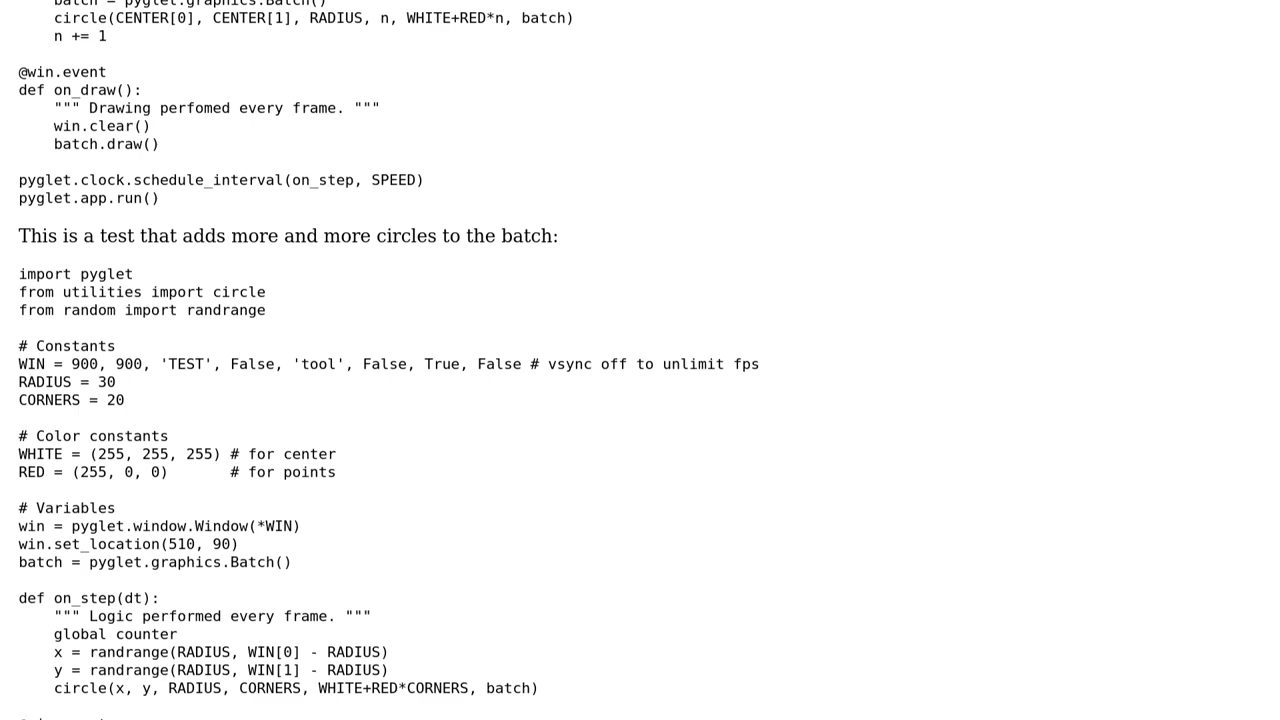 batch = pyglet.graphics.Batch()
    circle(CENTER[0], CENTER[1], RADIUS, n, WHITE+RED*n, batch)
    n += 1

@win.event
def on_draw():
    """ Drawing perfomed every frame. """
    win.clear()
    batch.draw()

pyglet.clock.schedule_interval(on_step, SPEED)
pyglet.app.run()

This is a test that adds more and more circles to the batch:

import pyglet
from utilities import circle
from random import randrange

# Constants
WIN = 900, 900, 'TEST', False, 'tool', False, True, False # vsync off to unlimit fps
RADIUS = 30
CORNERS = 20

# Color constants
WHITE = (255, 255, 255) # for center
RED = (255, 0, 0)       # for points

# Variables
win = pyglet.window.Window(*WIN)
win.set_location(510, 90)
batch = pyglet.graphics.Batch()

def on_step(dt):
    """ Logic performed every frame. """
    global counter
    x = randrange(RADIUS, WIN[0] - RADIUS)
    y = randrange(RADIUS, WIN[1] - RADIUS)
    circle(x, y, RADIUS, CORNERS, WHITE+RED*CORNERS, batch)